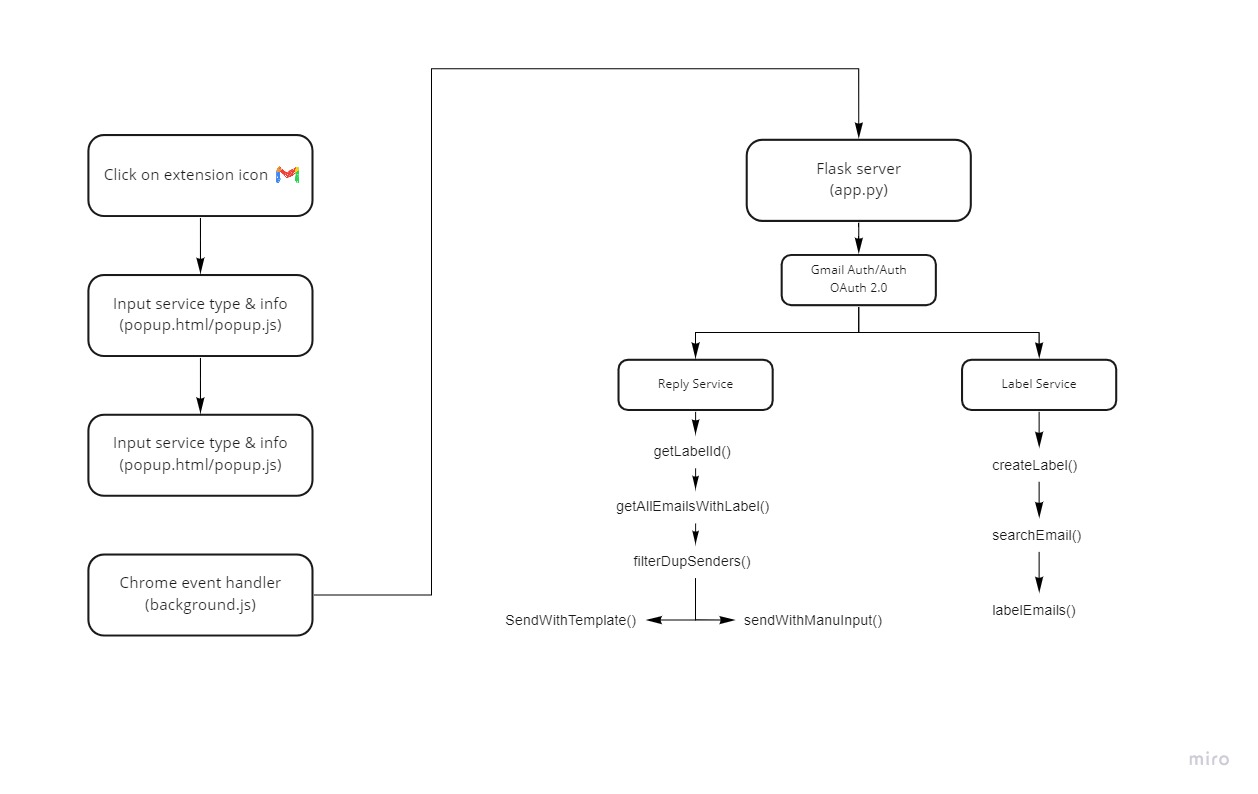 Click on extension icon
Input service type & info
(popup.html/popup.js)
Input service type & info
(popup.html/popup.js)
Chrome event handler
(background.js)
Flask server
(app.py)
Gmail Auth/Auth
OAuth 2.0
Reply Service
getLabelId()
getAllEmailsWithLabel()
filterDupSenders()
SendWithTemplate()
sendWithManuInput()
Label Service
createLabel()
searchEmail()
labelEmails()
miro